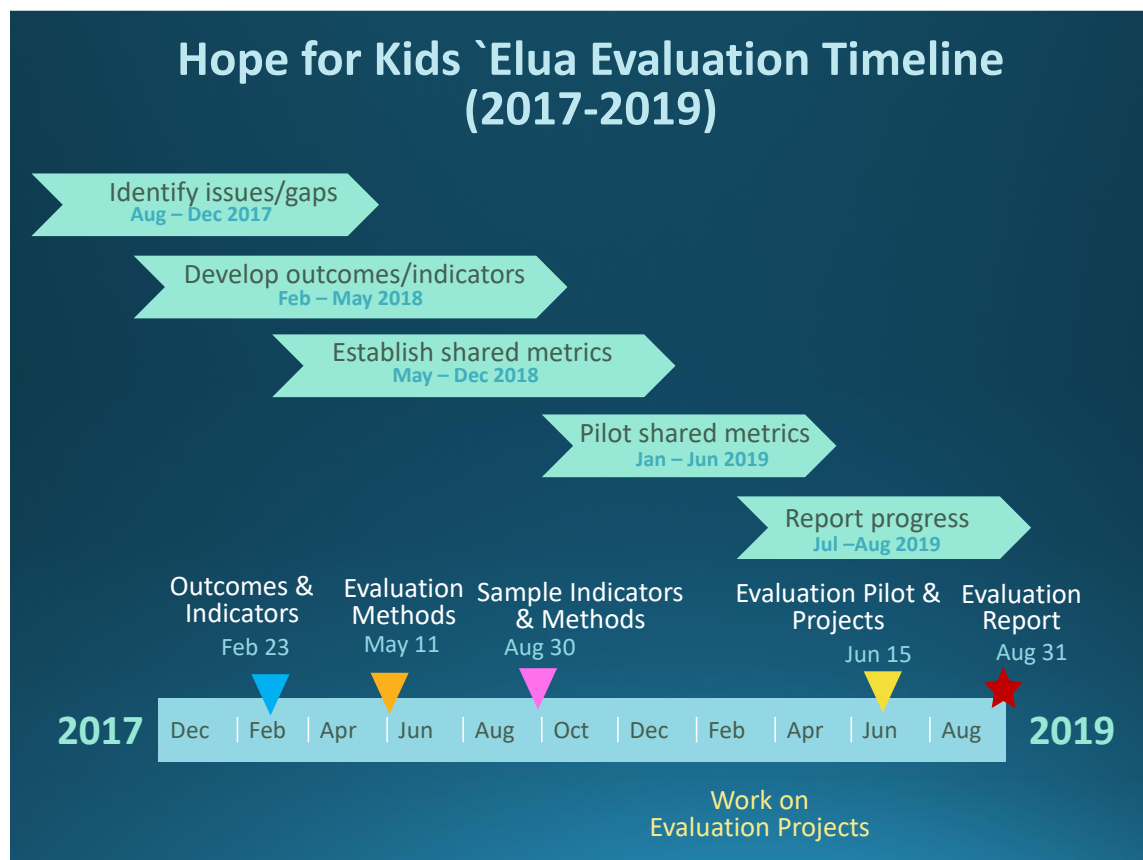 Hope for Kids `Elua Evaluation Timeline
(2017-2019)
Identify issues/gaps
Aug – Dec 2017
Develop outcomes/indicators
Feb – May 2018
Establish shared metrics
May – Dec 2018
Pilot shared metrics
Jan – Jun 2019
Report progress
Jul –Aug 2019
Outcomes &
Indicators
Feb 23
Evaluation
Methods
May 11
Sample Indicators
& Methods
Aug 30
Evaluation Pilot &
Projects
Jun 15
Evaluation
Report
Aug 31
2017 Dec Feb Apr Jun Aug Oct Dec Feb Apr Jun Aug 2019
Work on
Evaluation Projects